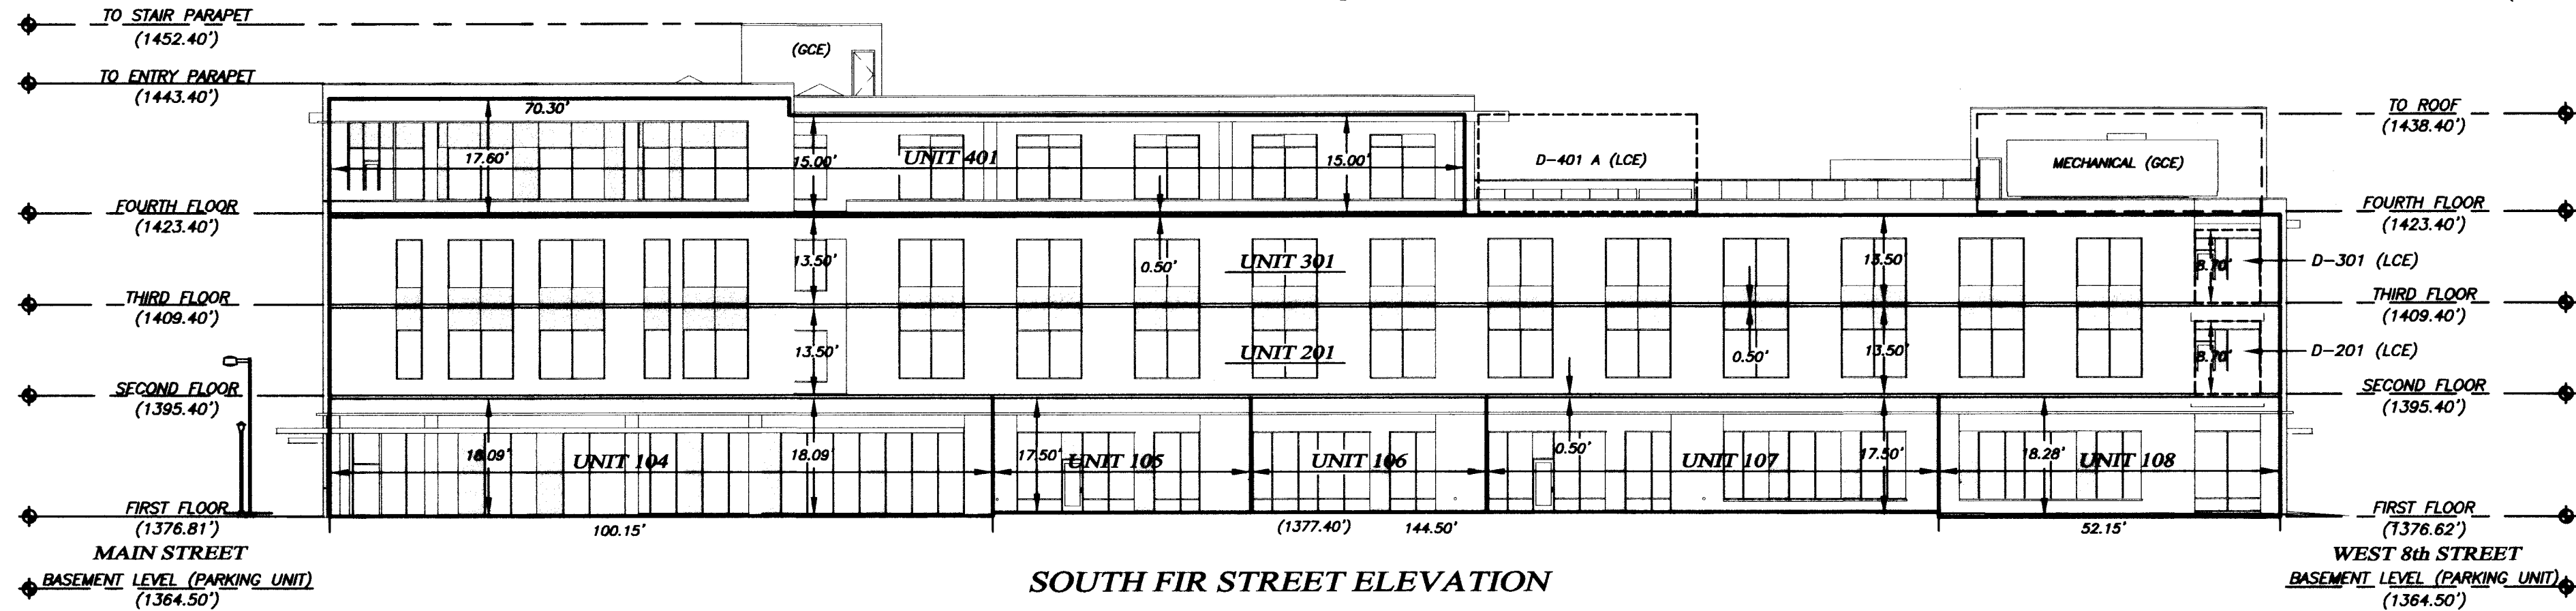 TO STAIR PARAPET
(1452.40')
(GCE)
TO ENTRY PARAPET
(1443.40')
70.30'
TO ROOF
(1438.40')
17.60'
15.00'
UNIT 401
15.00'
D-401 A (LCE)
MECHANICAL (GCE)
FOURTH FLOOR
(1423.40')
FOURTH FLOOR
(1423.40')
13.50'
0.50'
UNIT 301
13.50'
8.70'
D-301 (LCE)
THIRD FLOOR
(1409.40')
THIRD FLOOR
(1409.40')
13.50'
UNIT 201
0.50'
13.50'
8.70'
D-201 (LCE)
SECOND FLOOR
(1395.40')
SECOND FLOOR
(1395.40')
18.09'
UNIT 104
18.09'
17.50'
UNIT 105
UNIT 106
0.50'
UNIT 107
17.50'
18.28'
UNIT 108
FIRST FLOOR
(1376.81')
100.15'
(1377.40')
144.50'
52.15'
FIRST FLOOR
(1376.62')
MAIN STREET
WEST 8th STREET
BASEMENT LEVEL (PARKING UNIT)
(1364.50')
SOUTH FIR STREET ELEVATION
BASEMENT LEVEL (PARKING UNIT)
(1364.50')